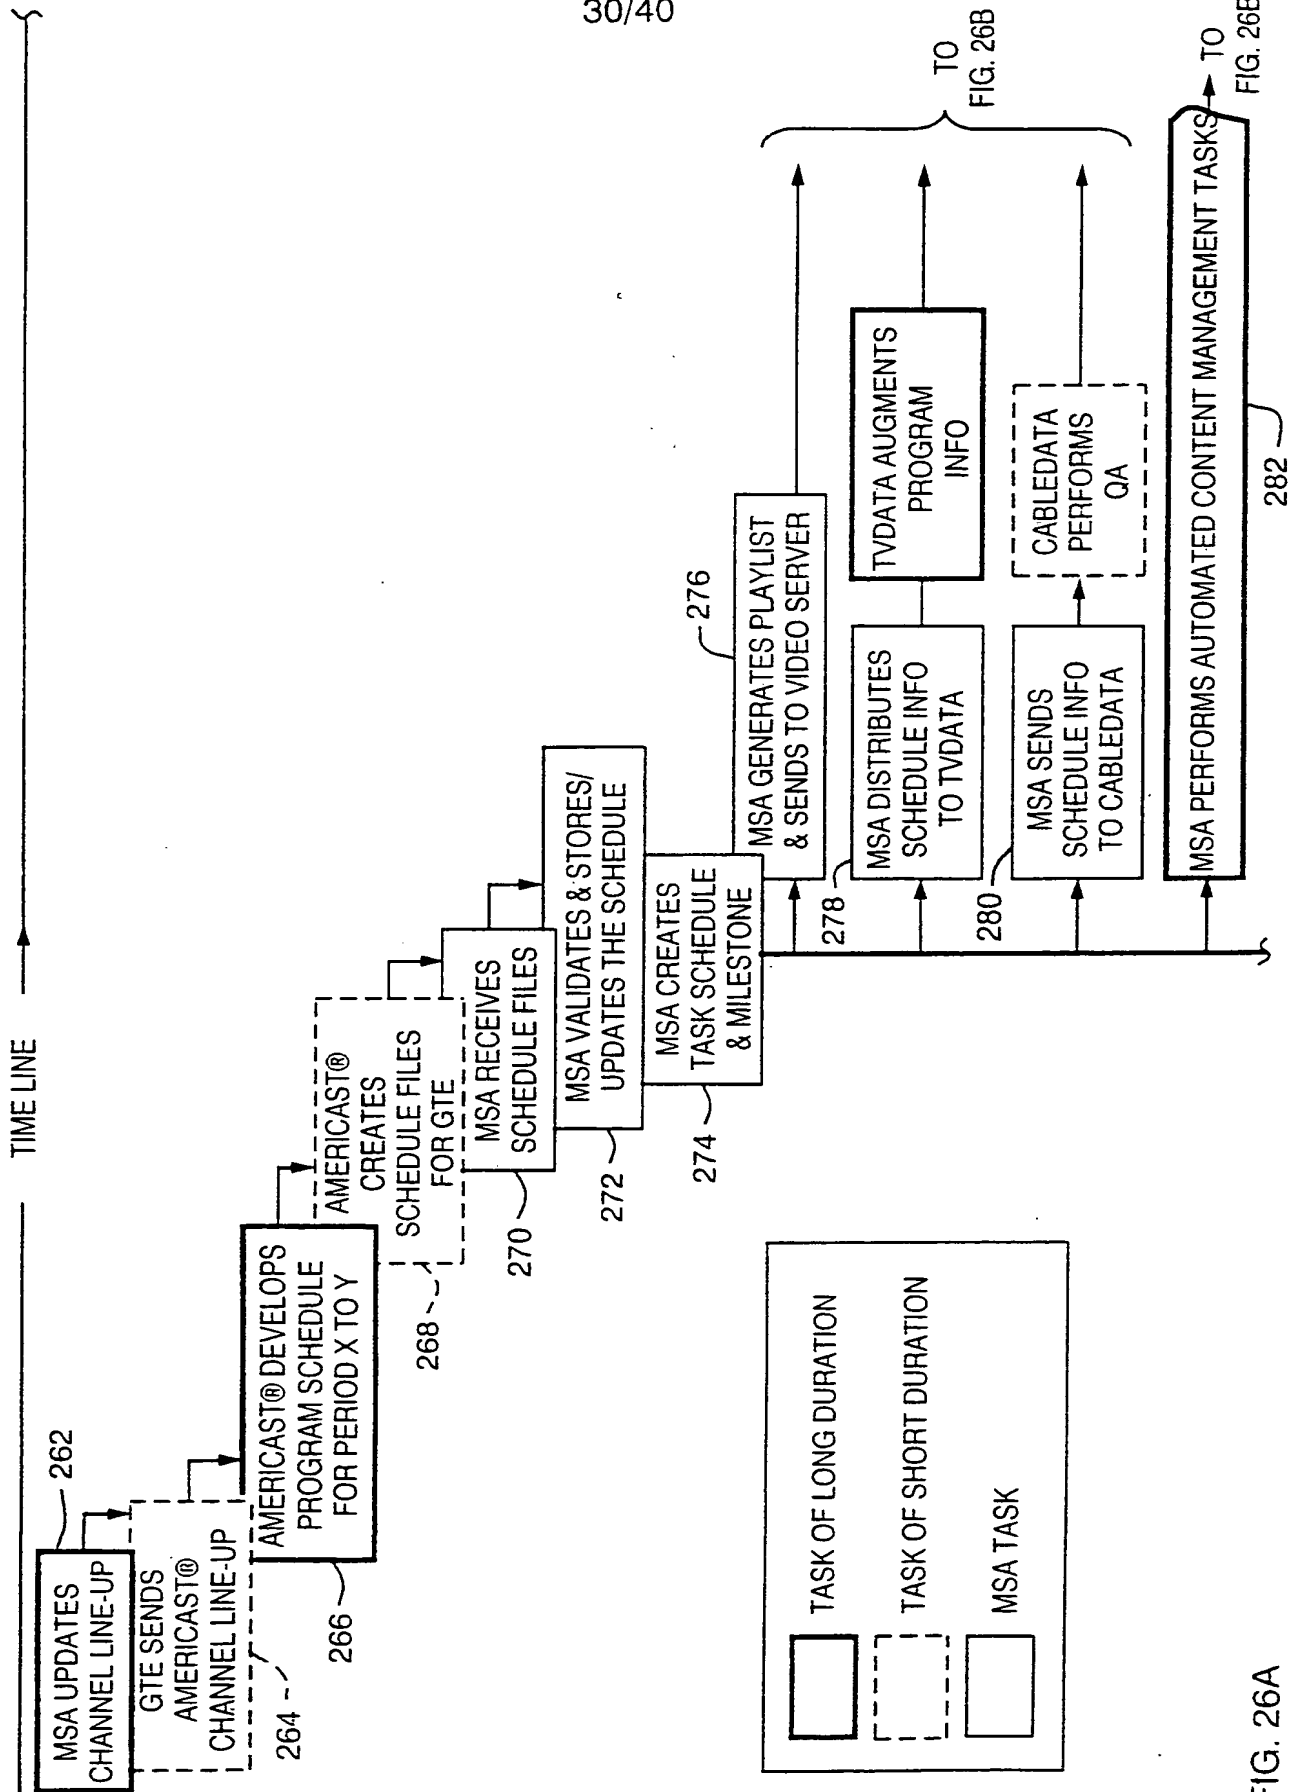 30/40
TIME LINE
MSA UPDATES
CHANNEL LINE-UP
262
GTE SENDS
AMERICAST®
CHANNEL LINE-UP
264
AMERICAST® DEVELOPS
PROGRAM SCHEDULE
FOR PERIOD X TO Y
266
AMERICAST®
CREATES
SCHEDULE FILES
FOR GTE
268
MSA RECEIVES
SCHEDULE FILES
270
MSA VALIDATES & STORES/
UPDATES THE SCHEDULE
272
MSA CREATES
TASK SCHEDULE
& MILESTONE
274
MSA GENERATES PLAYLIST
& SENDS TO VIDEO SERVER
276
MSA DISTRIBUTES
SCHEDULE INFO
TO TVDATA
278
TVDATA AUGMENTS
PROGRAM
INFO
MSA SENDS
SCHEDULE INFO
TO CABLEDATA
280
CABLEDATA
PERFORMS
QA
TO
FIG. 26B
MSA PERFORMS AUTOMATED CONTENT MANAGEMENT TASKS
282
TO
FIG. 26B
TASK OF LONG DURATION
TASK OF SHORT DURATION
MSA TASK
FIG. 26A